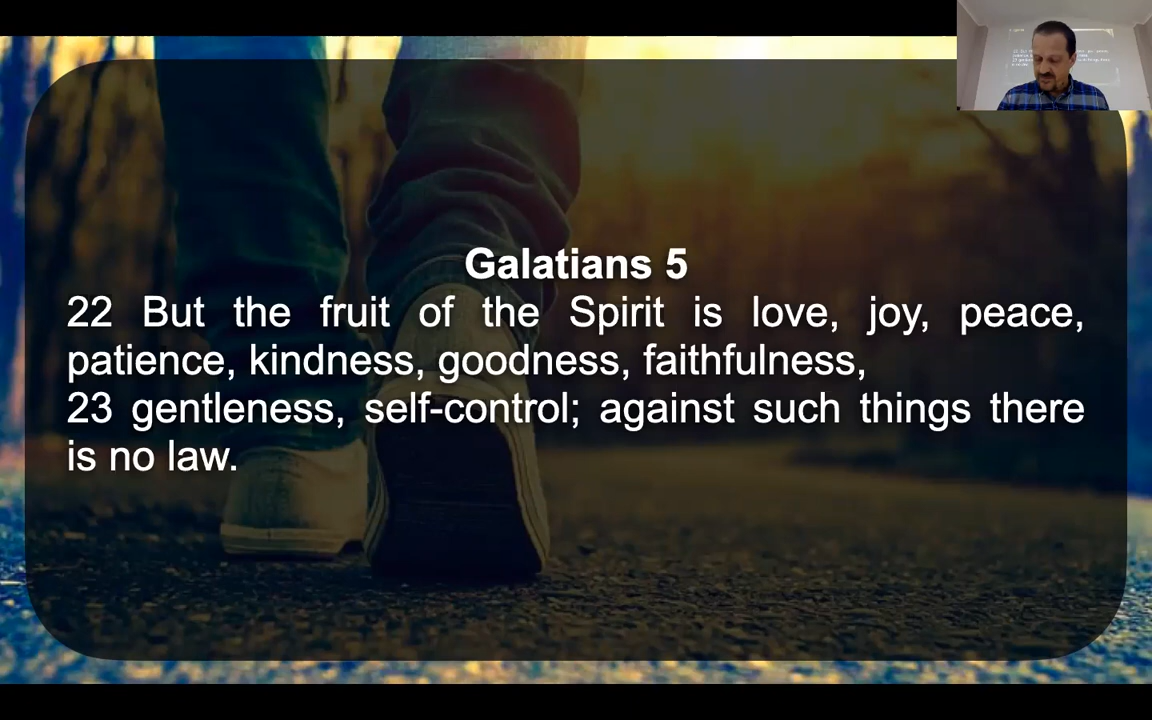 Galatians 5
22 But the fruit of the Spirit is love, joy, peace,
patience, kindness, goodness, faithfulness,
23 gentleness, self-control; against such things there
is no law.